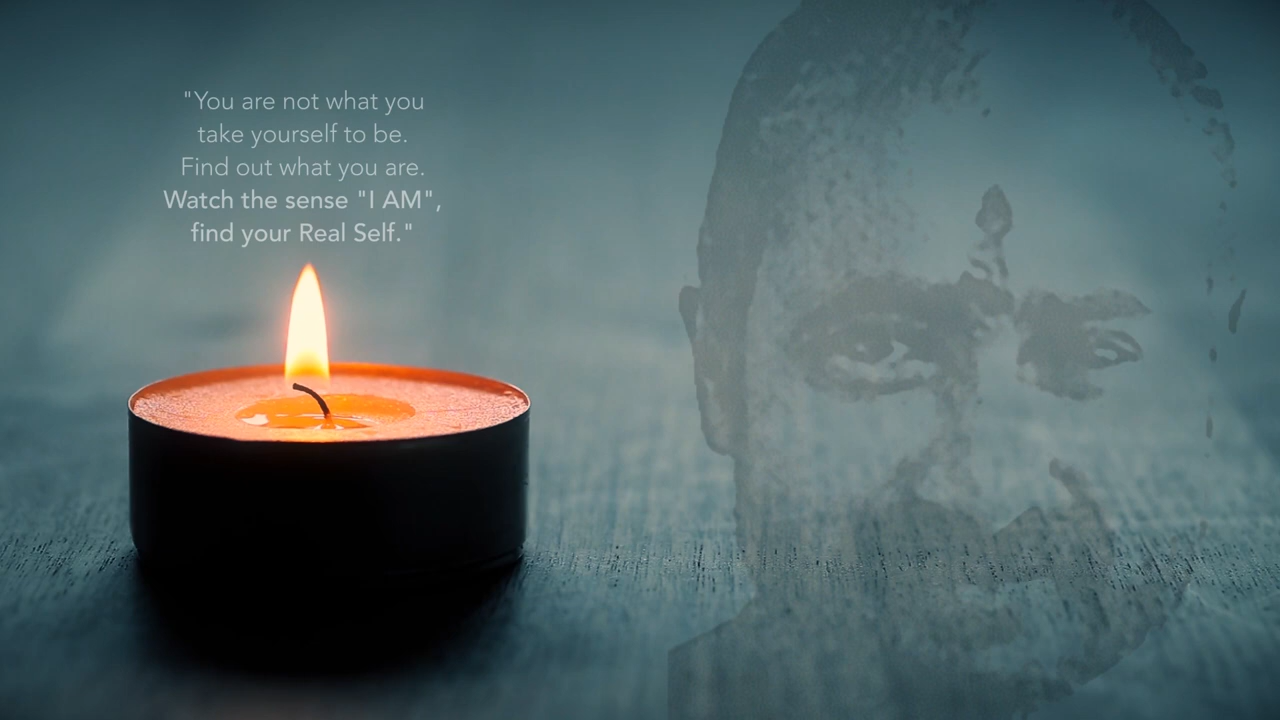 "You are not what you
take yourself to be.
Find out what you are.
Watch the sense "I AM",
find your Real Self."